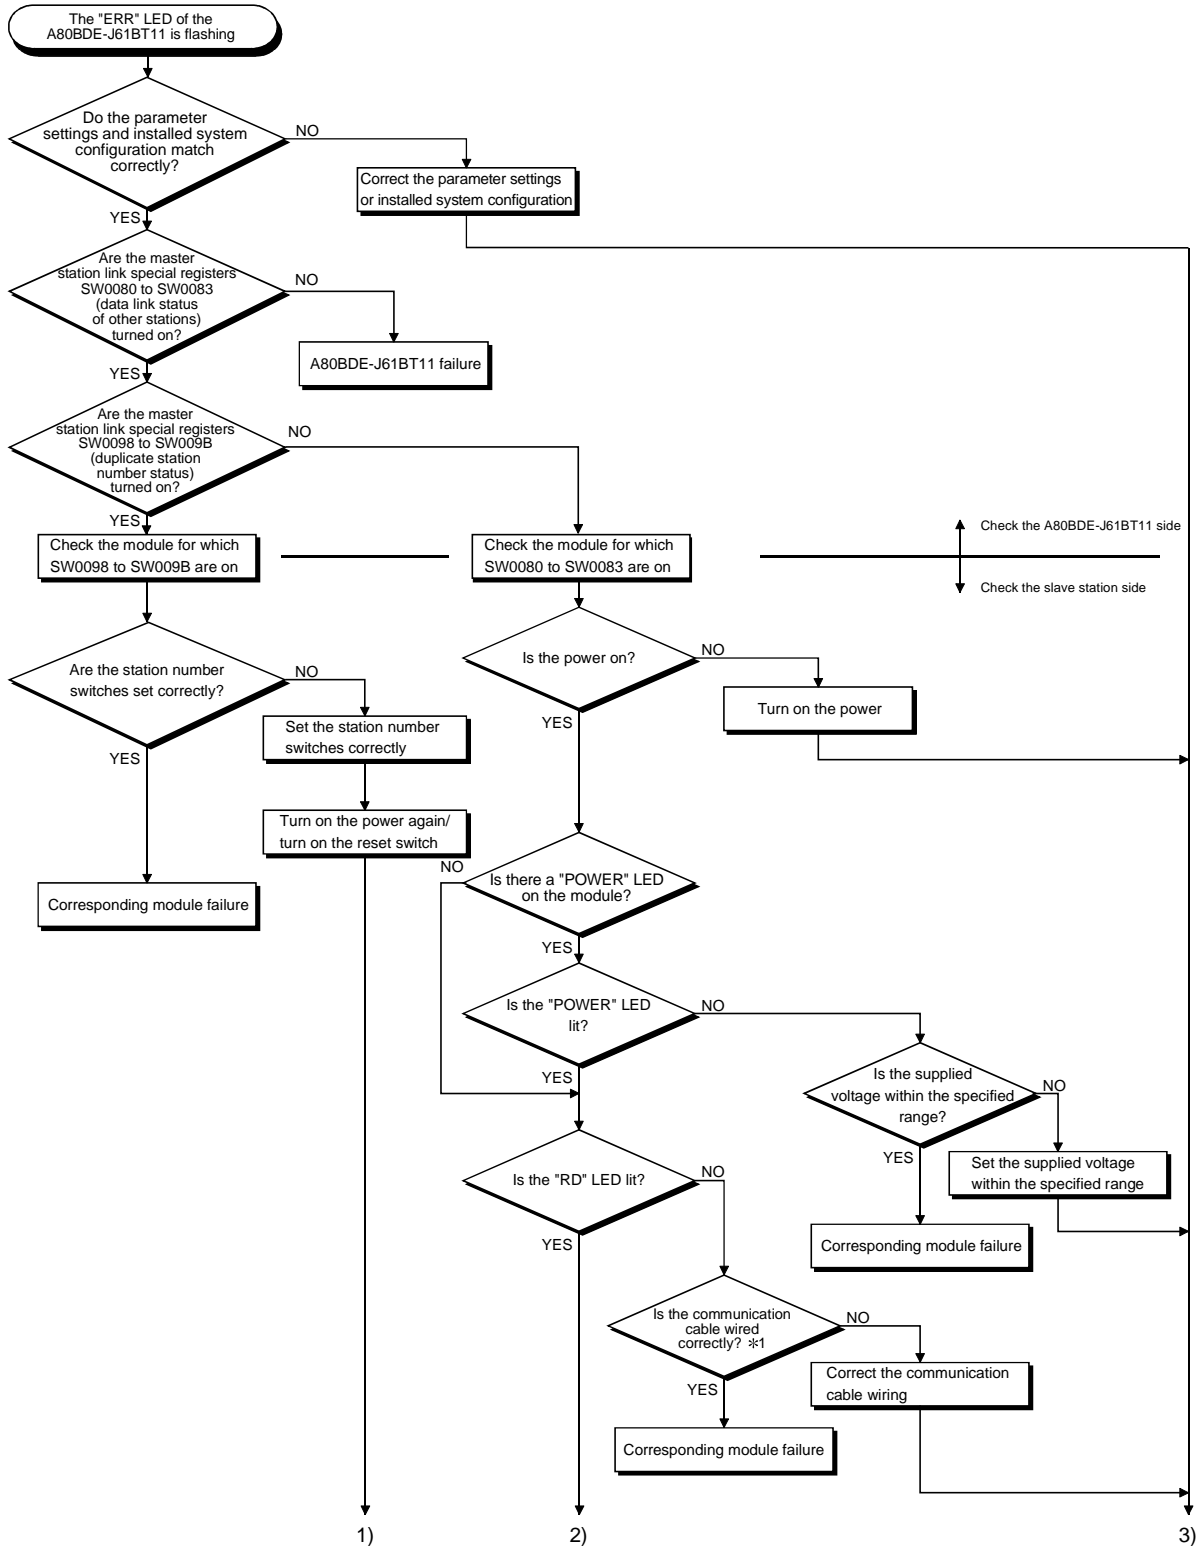 The "ERR" LED of the
A80BDE-J61BT11 is flashing
Do the parameter
settings and installed system
configuration match
correctly?
NO
Correct the parameter settings
or installed system configuration
YES
Are the master
station link special registers
SW0080 to SW0083
(data link status
of other stations)
turned on?
NO
A80BDE-J61BT11 failure
YES
Are the master
station link special registers
SW0098 to SW009B
(duplicate station
number status)
turned on?
NO
YES
Check the module for which
SW0098 to SW009B are on
Check the module for which
SW0080 to SW0083 are on
Check the A80BDE-J61BT11 side
Check the slave station side
Are the station number
switches set correctly?
NO
Set the station number
switches correctly
YES
Turn on the power again/
turn on the reset switch
Corresponding module failure
Is the power on?
NO
Turn on the power
YES
Is there a "POWER" LED
on the module?
NO
YES
Is the "POWER" LED
lit?
NO
YES
Is the supplied
voltage within the specified
range?
NO
Set the supplied voltage
within the specified range
YES
Corresponding module failure
Is the "RD" LED lit?
NO
YES
Is the communication
cable wired
correctly? ✻1
NO
Correct the communication
cable wiring
YES
Corresponding module failure
1)
2)
3)